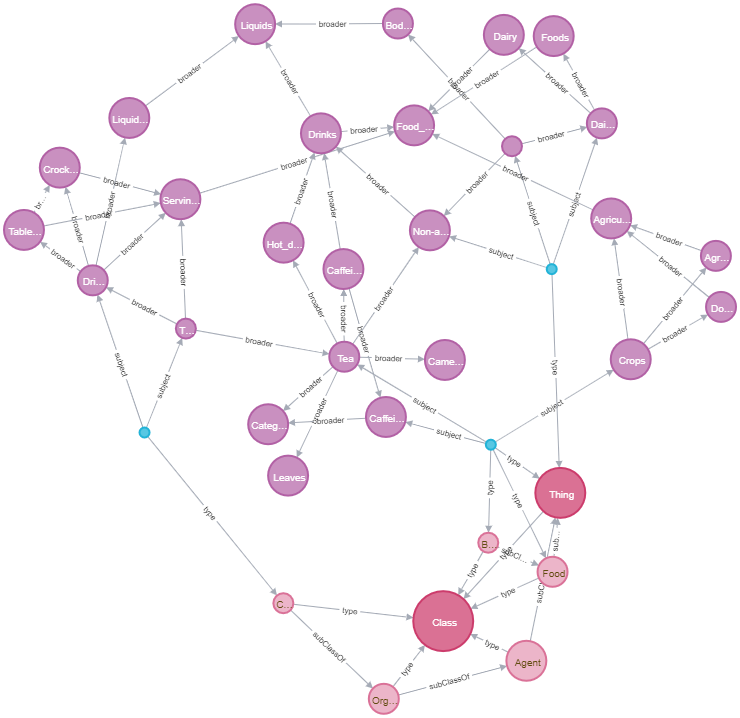 Liquids
broader
Bod...
Dairy
Foods
broader
broader
broader
broader
broader
broader
broader
Liquid...
Drinks
broader
Food_...
broader
Dai...
Crock...
broader
broader
broader
broader
broader
Servin...
br...
broader
broader
broader
subject
subject
Table...
broader
broader
Non-a...
Agricu...
broader
Hot_d...
subject
broader
Agr...
broader
Caffei...
broader
Dri...
broader
broader
broader
broader
broader
Do...
T...
broader
broader
broader
broader
Tea
broader
Came...
Crops
subject
subject
type
broader
subject
subject
broader
Categ...
broader
Caffei...
subject
Leaves
type
type
type
type
Thing
B...
subCl...
type
sub...
type
Food
subC...
type
C...
type
Class
subClassOf
type
type
Agent
subClassOf
Org...